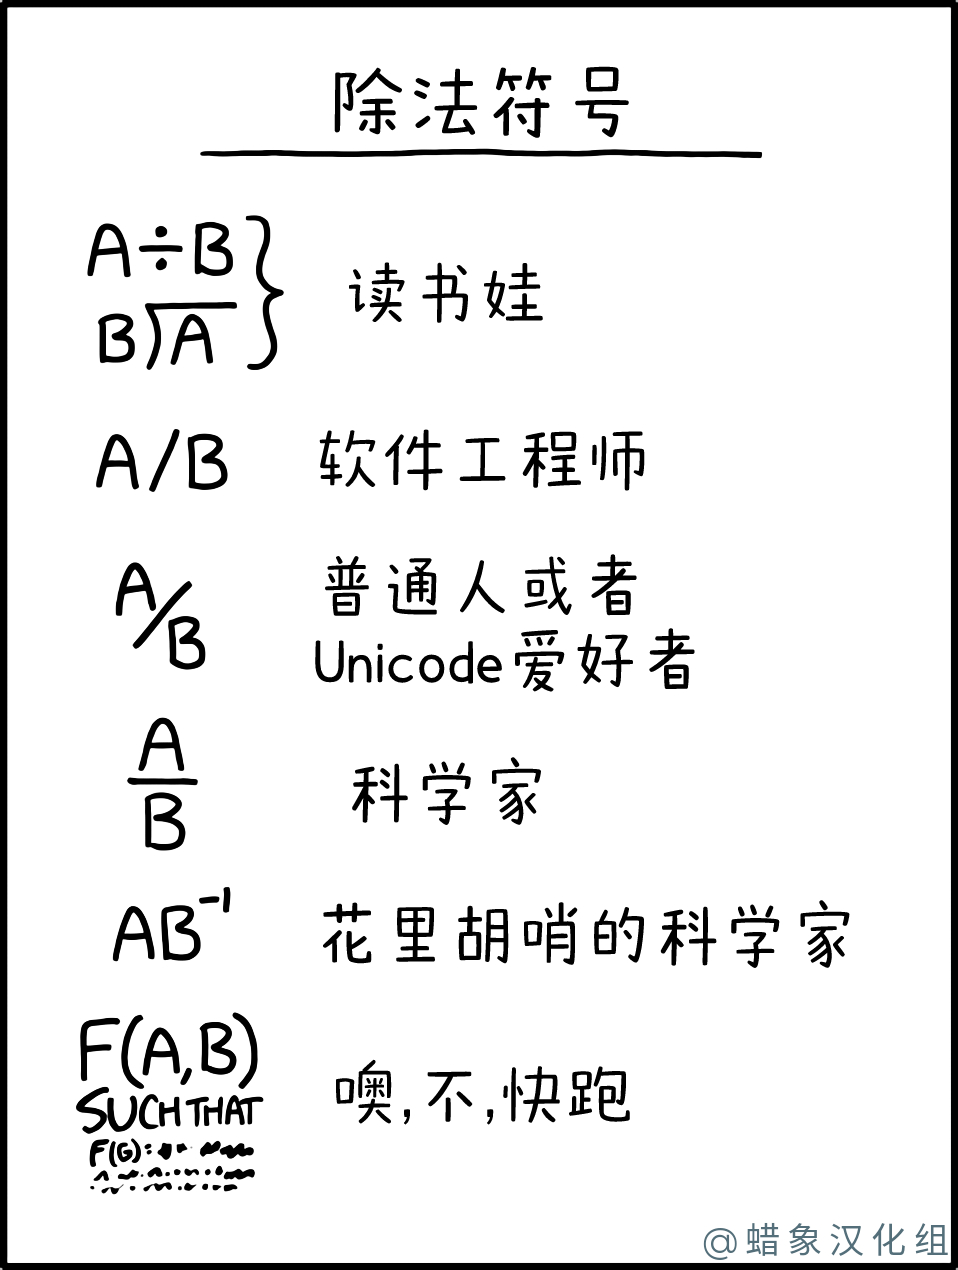 除法符号
A÷B
B⟌A
读书娃
A/B
软件工程师
A/B
普通人或者
Unicode爱好者
A
B
科学家
AB⁻¹
花里胡哨的科学家
F(A,B)
SUCH THAT
F(G):
噢,不,快跑
@蜡象汉化组